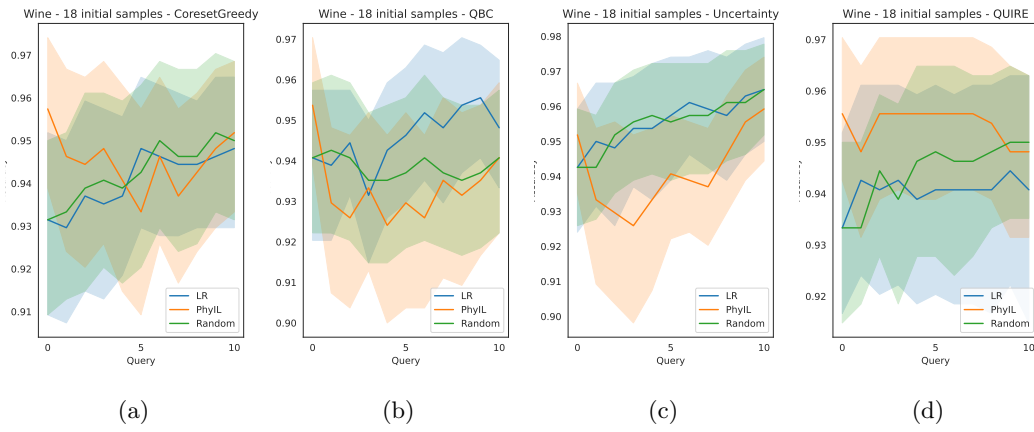 Wine - 18 initial samples - CoresetGreedy
0.97
0.96
0.95
0.94
0.93
0.92
0.91
0
5
10
Query
LR
PhyIL
Random
(a)
Wine - 18 initial samples - QBC
0.97
0.96
0.95
0.94
0.93
0.92
0.91
0.90
0
5
10
Query
LR
PhyIL
Random
(b)
Wine - 18 initial samples - Uncertainty
0.98
0.97
0.96
0.95
0.94
0.93
0.92
0.91
0.90
0
5
10
Query
LR
PhyIL
Random
(c)
Wine - 18 initial samples - QUIRE
0.97
0.96
0.95
0.94
0.93
0.92
0
5
10
Query
LR
PhyIL
Random
(d)